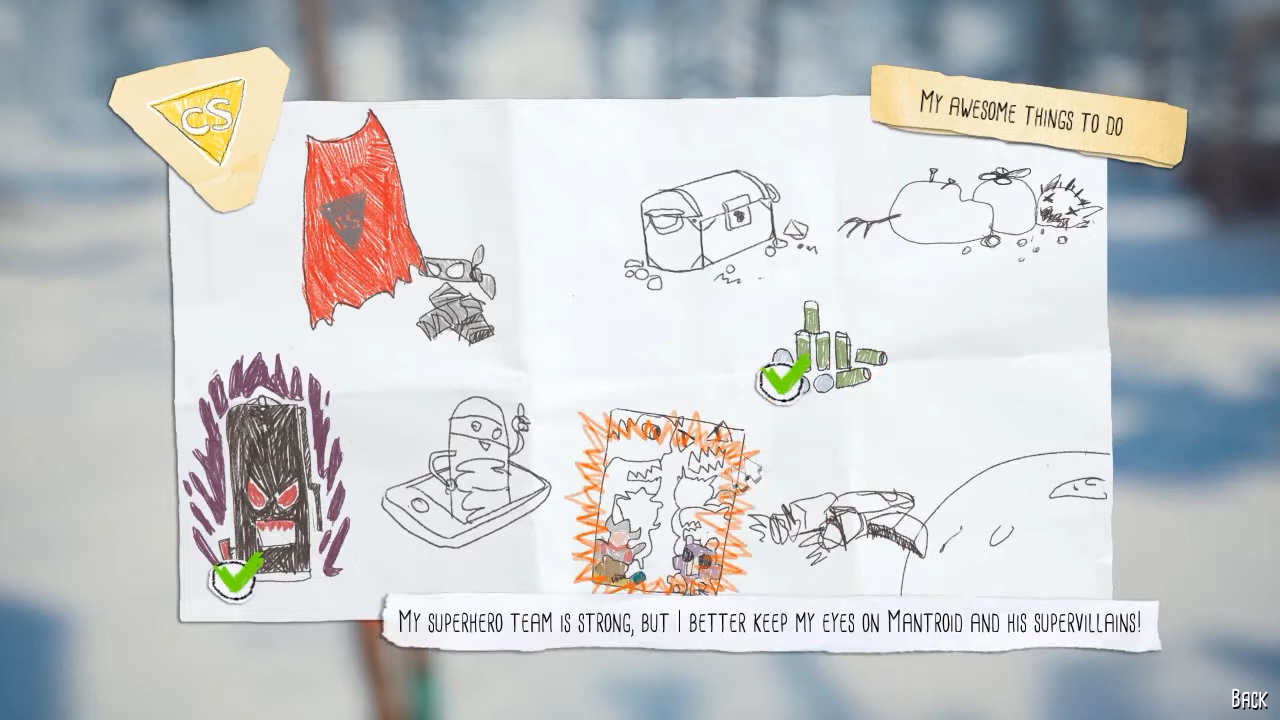 CS
My awesome things to do
My superhero team is strong, but I better keep my eyes on Mantroid and his supervillains!
Back